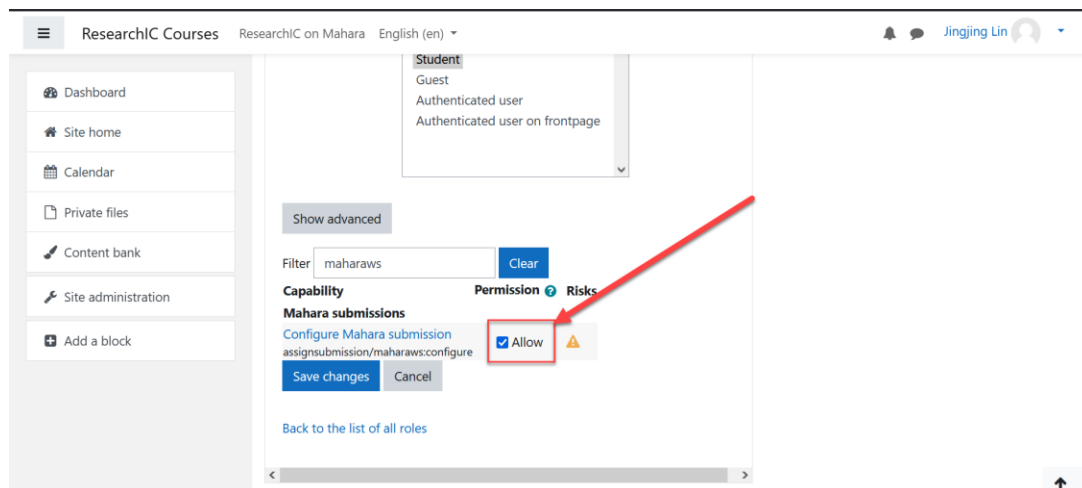 ResearchIC Courses ResearchIC on Mahara English (en) Jingjing Lin
Dashboard
Site home
Calendar
Private files
Content bank
Site administration
Add a block
Student
Guest
Authenticated user
Authenticated user on frontpage
Show advanced
Filter maharaws Clear
Capability Permission Risks
Mahara submissions
Configure Mahara submission
assignsubmission/maharaws:configure
Allow
Save changes Cancel
Back to the list of all roles